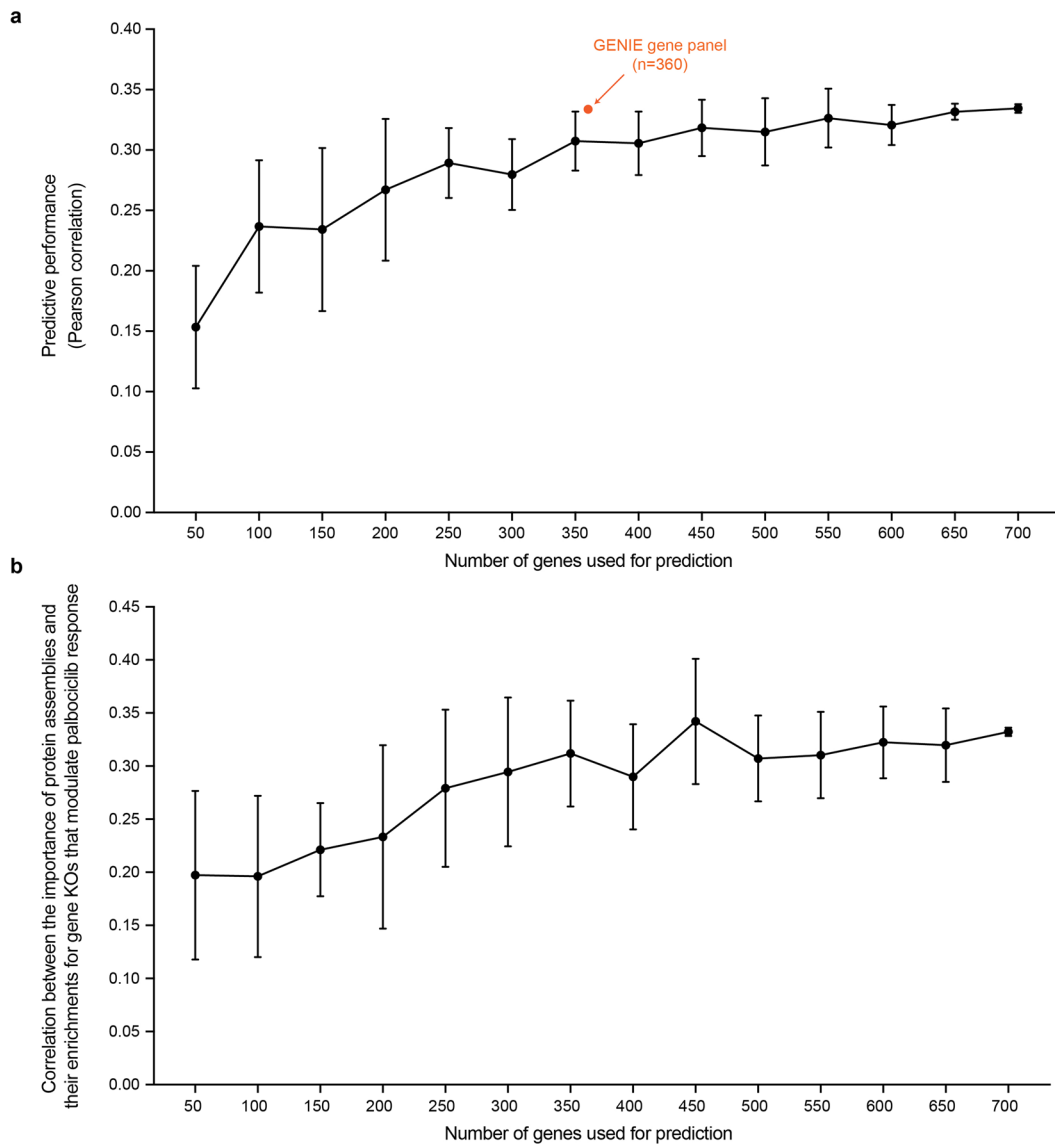 a
0.40
0.35
0.30
0.25
0.20
0.15
0.10
0.05
0.00
Predictive performance
(Pearson correlation)
GENIE gene panel
(n=360)
50 100 150 200 250 300 350 400 450 500 550 600 650 700
Number of genes used for prediction
b
0.45
0.40
0.35
0.30
0.25
0.20
0.15
0.10
0.05
0.00
Correlation between the importance of protein assemblies and
their enrichments for gene KOs that modulate palbociclib response
50 100 150 200 250 300 350 400 450 500 550 600 650 700
Number of genes used for prediction